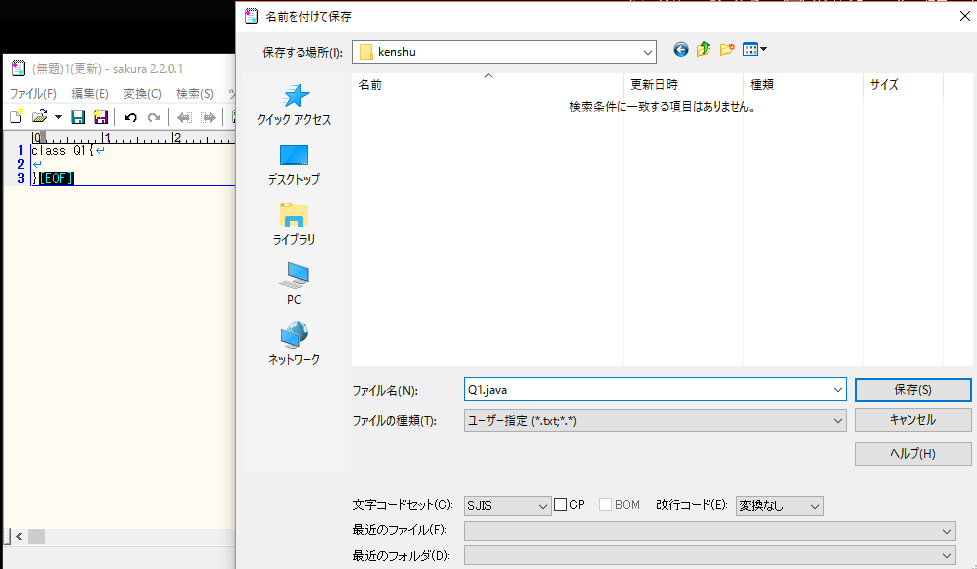 名前を付けて保存
保存する場所(I):
kenshu
(無題)1(更新) - sakura 2.2.0.1
ファイル(F) 編集(E) 変換(C) 検索(S)
0 1 2
1 class Q1{↵
2 ↵
3 }[EOF]
クイック アクセス
デスクトップ
ライブラリ
PC
ネットワーク
名前 更新日時 種類 サイズ
検索条件に一致する項目はありません。
ファイル名(N): Q1.java 保存(S)
ファイルの種類(T): ユーザー指定 (*.txt;*.*) キャンセル
ヘルプ(H)
文字コードセット(C): SJIS CP BOM 改行コード(E): 変換なし
最近のファイル(F):
最近のフォルダ(D):